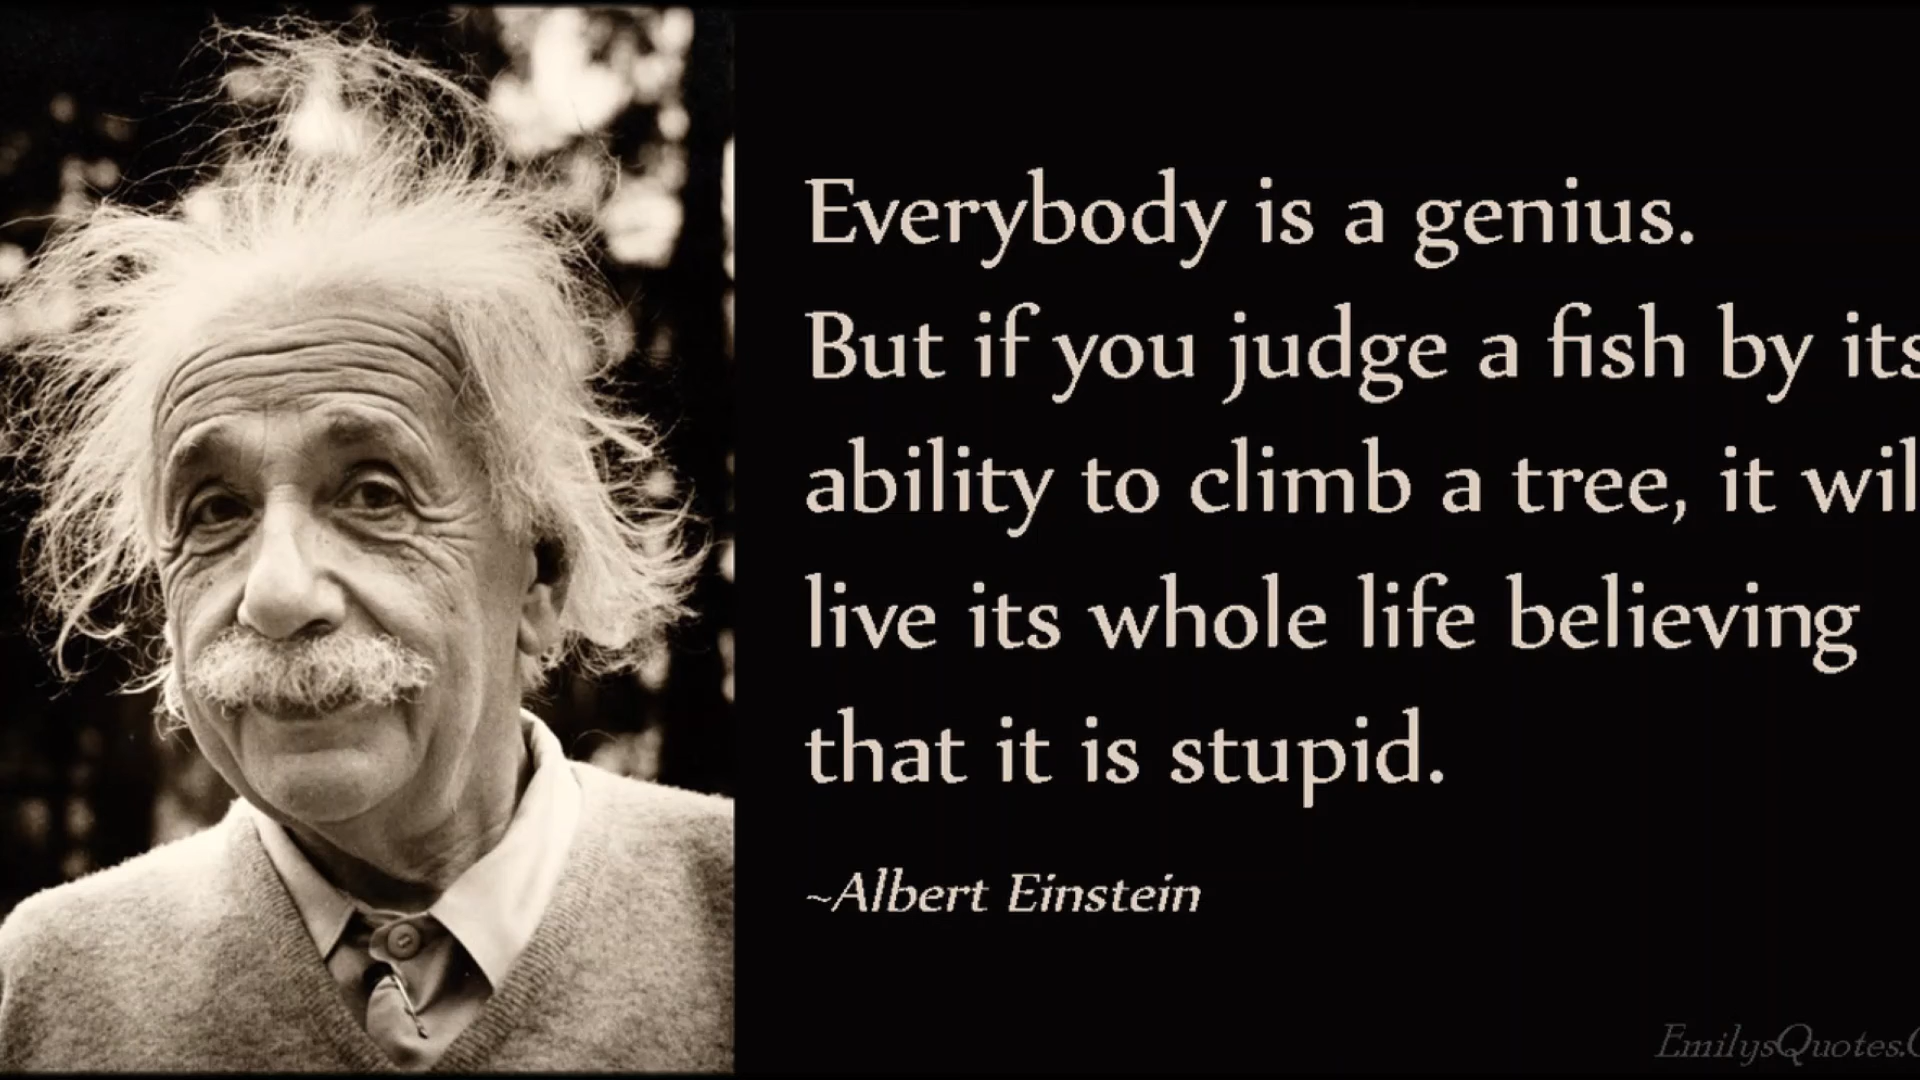 Everybody is a genius.
But if you judge a fish by its
ability to climb a tree, it wil
live its whole life believing
that it is stupid.
~Albert Einstein
EmilysQuotes.C